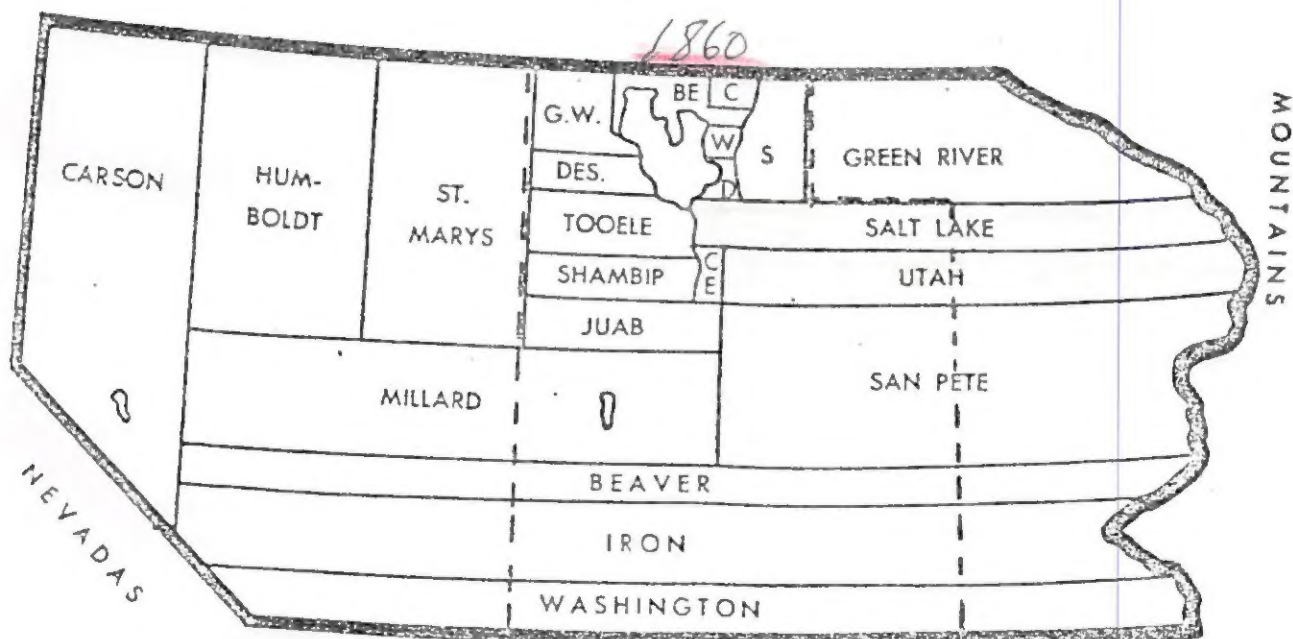 1860
BE
C
G.W.
W
S
GREEN RIVER
MOUNTAINS
CARSON
HUM-
BOLDT
ST.
MARYS
DES.
D
TOOELE
SALT LAKE
SHAMBIP
C
E
UTAH
JUAB
SAN PETE
MILLARD
NEVADAS
BEAVER
IRON
WASHINGTON